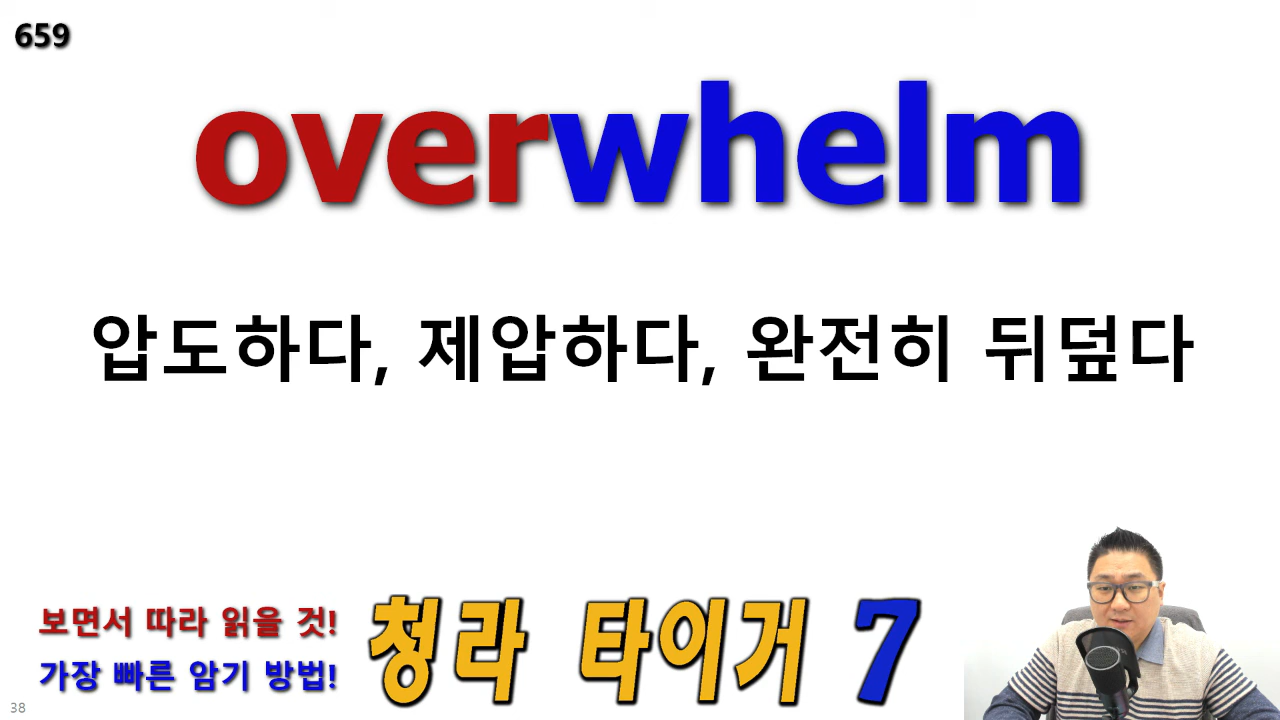 659
overwhelm
압도하다, 제압하다, 완전히 뒤덮다
보면서 따라 읽을 것!
가장 빠른 암기 방법!
청라 타이거 7
38